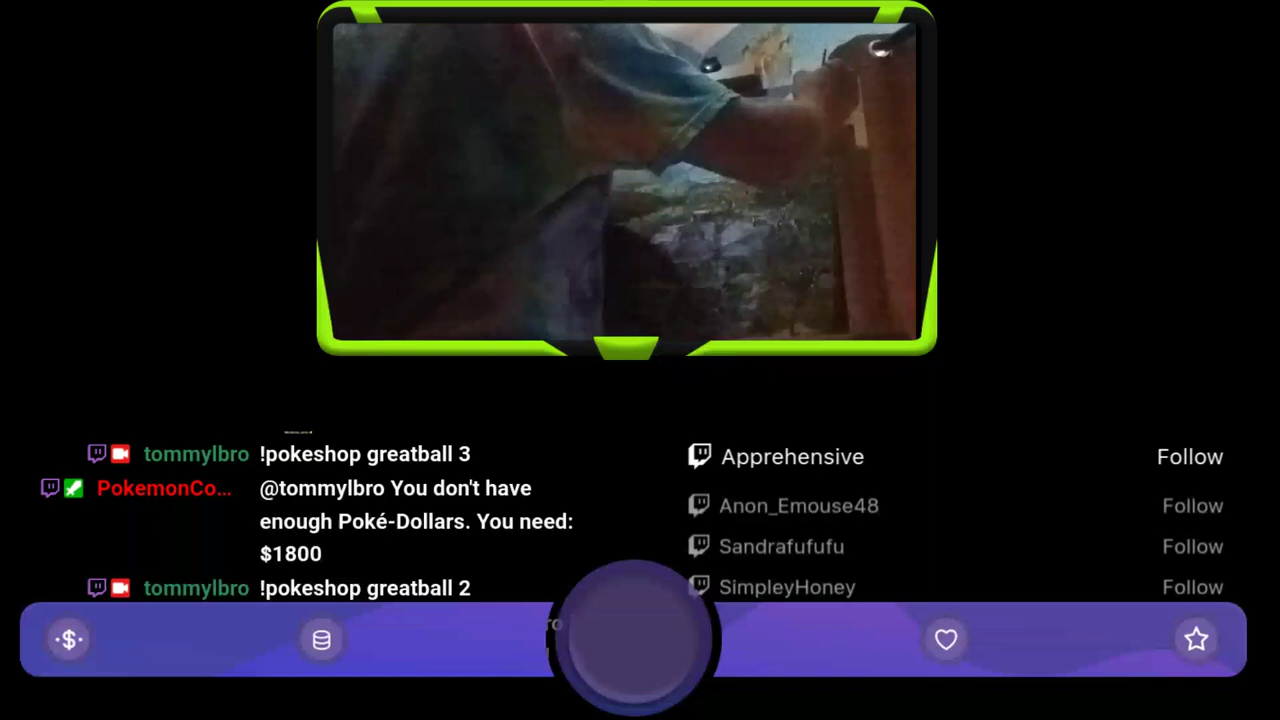 tommylbro !pokeshop greatball 3
PokemonCo... @tommylbro You don't have
enough Poké-Dollars. You need:
$1800
tommylbro !pokeshop greatball 2
Apprehensive Follow
Anon_Emouse48 Follow
Sandrafufufu Follow
SimpleyHoney Follow